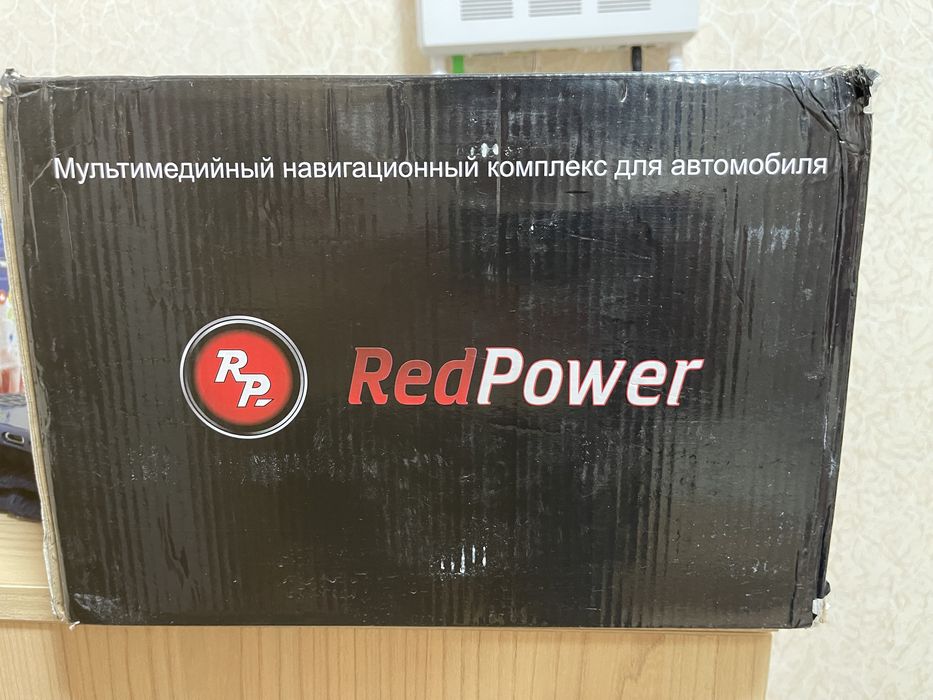 Мультимедийный навигационный комплекс для автомобиля
RP
RedPower